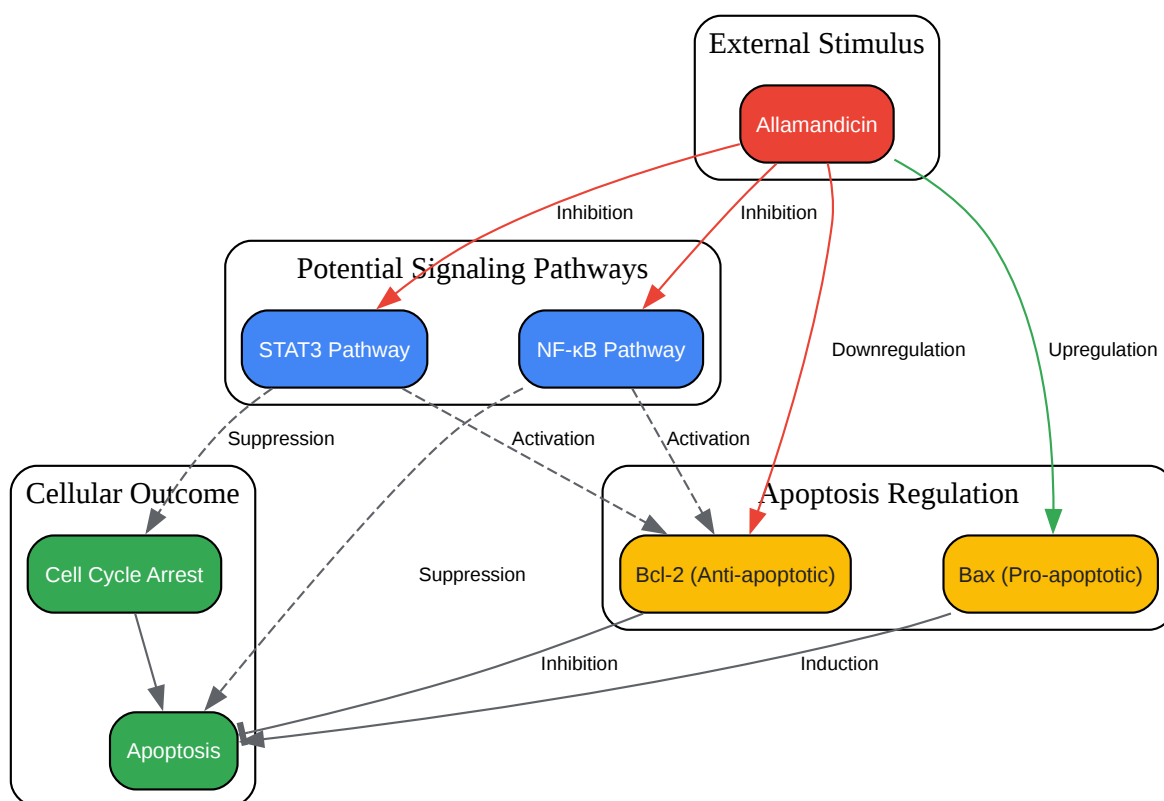 External Stimulus
Allamandicin
Inhibition
Inhibition
Potential Signaling Pathways
STAT3 Pathway
NF-κB Pathway
Downregulation
Upregulation
Suppression
Activation
Activation
Cellular Outcome
Apoptosis Regulation
Cell Cycle Arrest
Bcl-2 (Anti-apoptotic)
Bax (Pro-apoptotic)
Suppression
Inhibition
Induction
Apoptosis